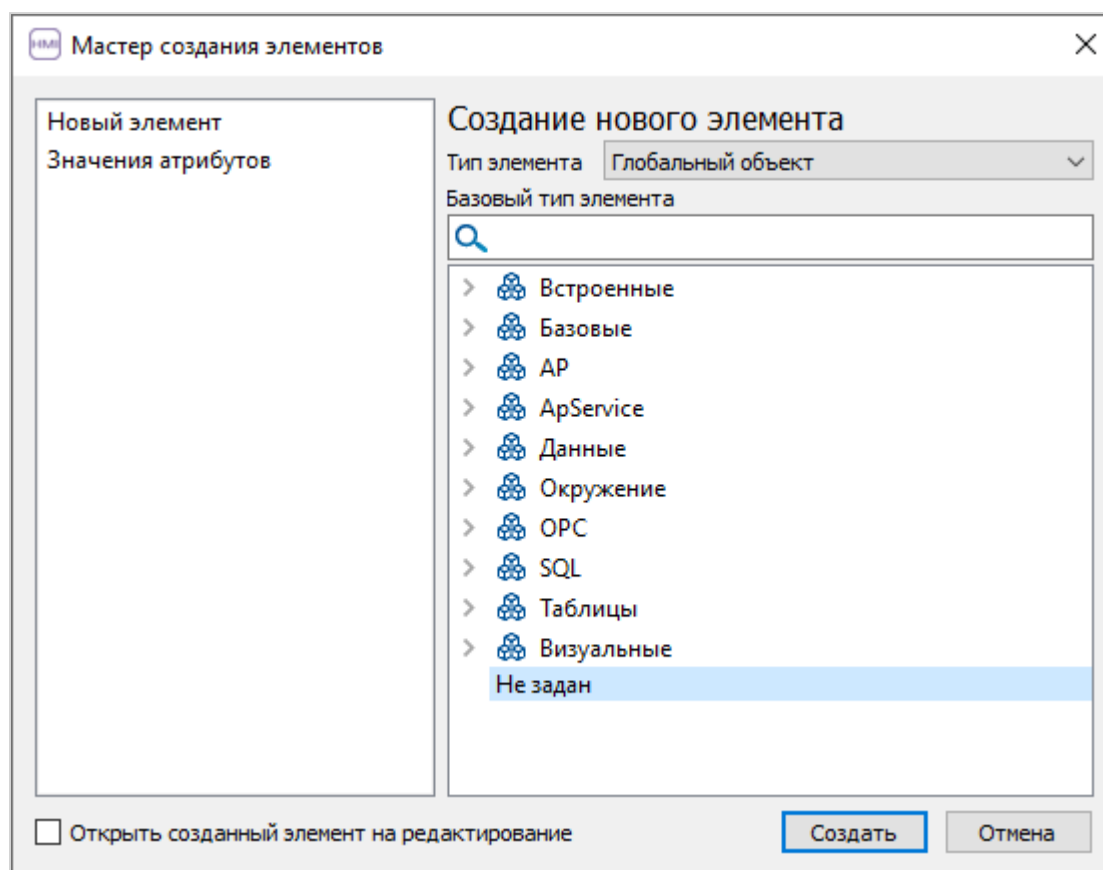 HMI Мастер создания элементов
Новый элемент
Значения атрибутов
Создание нового элемента
Тип элемента Глобальный объект
Базовый тип элемента
Встроенные
Базовые
AP
ApService
Данные
Окружение
OPC
SQL
Таблицы
Визуальные
Не задан
Открыть созданный элемент на редактирование Создать Отмена